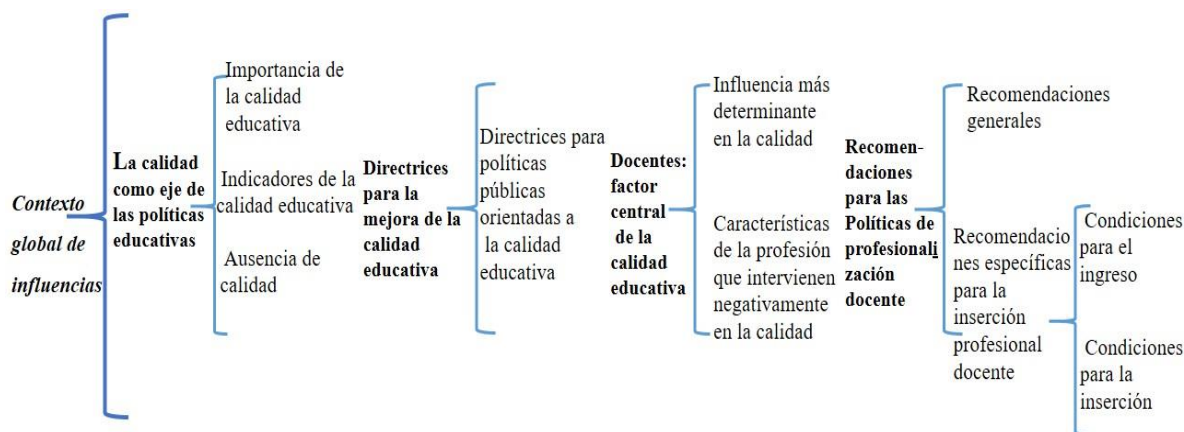 Contexto
global de
influencias
La calidad
como eje de
las políticas
educativas
Importancia de
la calidad
educativa
Indicadores de la
calidad educativa
Ausencia de
calidad
Directrices
para la
mejora de la
calidad
educativa
Directrices para
políticas
públicas
orientadas a
la calidad
educativa
Docentes:
factor
central
de la
calidad
educativa
Influencia más
determinante
en la calidad
Características
de la profesión
que intervienen
negativamente
en la calidad
Recomen-
daciones
para las
Políticas de
profesionali
zación
docente
Recomendaciones
generales
Recomendacio
nes específicas
para la
inserción
profesional
docente
Condiciones
para el
ingreso
Condiciones
para la
inserción